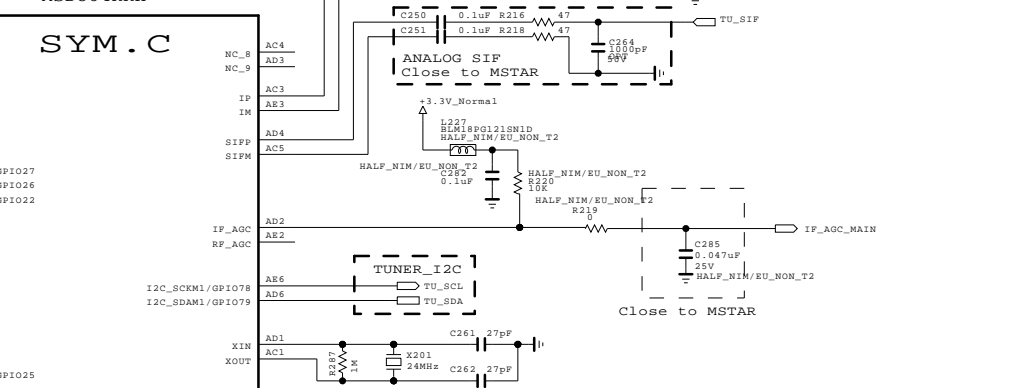 SYM.C
AC4
NC_8
AD3
NC_9
AC3
IP
AE3
IM
AD4
SIFP
AC5
SIFM
GPIO27
GPIO26
GPIO22
AD2
IF_AGC
AE2
RF_AGC
AE6
I2C_SCKM1/GPIO78
AD6
I2C_SDAM1/GPIO79
AD1
XIN
AC1
XOUT
GPIO25
C250 0.1uF R216 47
C251 0.1uF R218 47
TU_SIF
C264
1000pF
OPT
50V
ANALOG SIF
Close to MSTAR
+3.3V_Normal
L227
BLM18PG121SN1D
HALF_NIM/EU_NON_T2
HALF_NIM/EU_NON_T2
C282
0.1uF
HALF_NIM/EU_NON_T2
R220
10K
HALF_NIM/EU_NON_T2
R219
0
IF_AGC_MAIN
C285
0.047uF
25V
HALF_NIM/EU_NON_T2
Close to MSTAR
TUNER_I2C
TU_SCL
TU_SDA
R287
1M
X201
24MHz
C261 27pF
C262 27pF